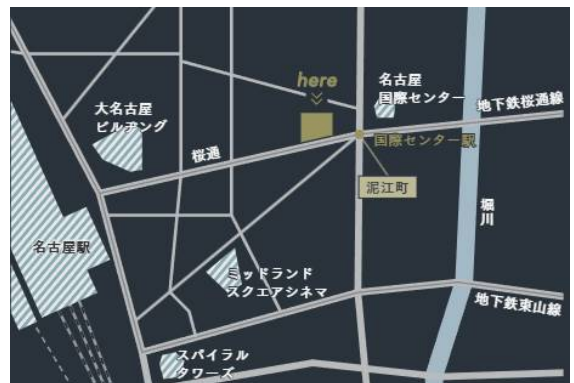 here
名古屋
国際センター
地下鉄桜通線
大名古屋
ビルヂング
国際センター駅
桜通
泥江町
堀川
名古屋駅
ミッドランド
スクエアシネマ
地下鉄東山線
スパイラル
タワーズ